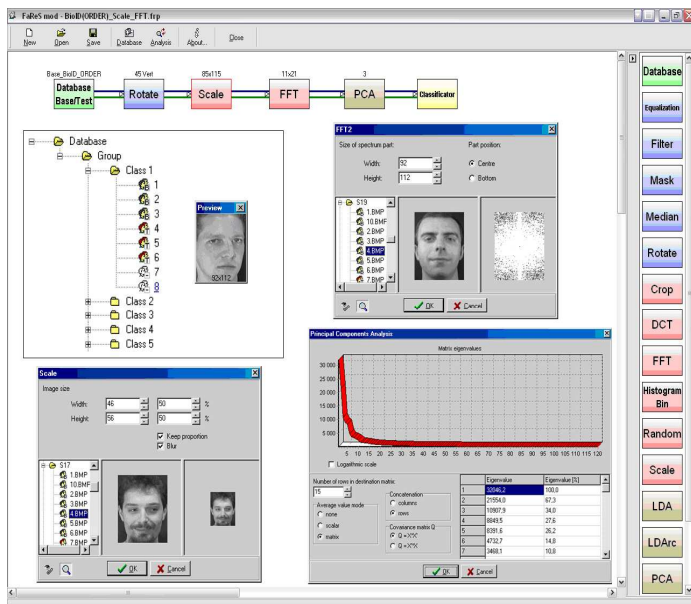 FaReS mod - BioID(ORDER)_Scale_FFT.frp
New Open Save Database Analysis About... Close
Base_BioID_ORDER 45 Vert 85x115 11x21 3
Database Base/Test Rotate Scale FFT PCA Classificator
Database
Group
Class 1
1
2
3
4
5
6
7
8
Class 2
Class 3
Class 4
Class 5
Preview
92x112
FFT2
Size of spectrum part: Part position:
Width: 92 Centre
Height: 112 Bottom
S19
1.BMP
10.BMP
2.BMP
3.BMP
4.BMP
5.BMP
6.BMP
7.BMP
OK Cancel
Scale
Image size
Width: 46 50 %
Height: 56 50 %
Keep proportion
Blur
S17
1.BMP
10.BMP
2.BMP
3.BMP
4.BMP
5.BMP
6.BMP
7.BMP
OK Cancel
Principal Components Analysis
Matrix eigenvalues
30 000
25 000
20 000
15 000
10 000
5 000
5 10 15 20 25 30 35 40 45 50 55 60 65 70 75 80 85 90 95 100 105 110 115 120
Logarithmic scale
Number of rows in destination matrix:
15
Average value mode
none
scalar
matrix
Concatenation
columns
rows
Covariance matrix Q
Q = X'*X
Q = X*X'
Eigenvalue Eigenvalue [%]
1 32046,2 100,0
2 21554,0 67,3
3 10907,9 34,0
4 8849,5 27,6
5 8391,6 26,2
6 4732,7 14,8
7 3468,1 10,8
OK Cancel
Database
Equalization
Filter
Mask
Median
Rotate
Crop
DCT
FFT
Histogram
Bin
Random
Scale
LDA
LDArc
PCA